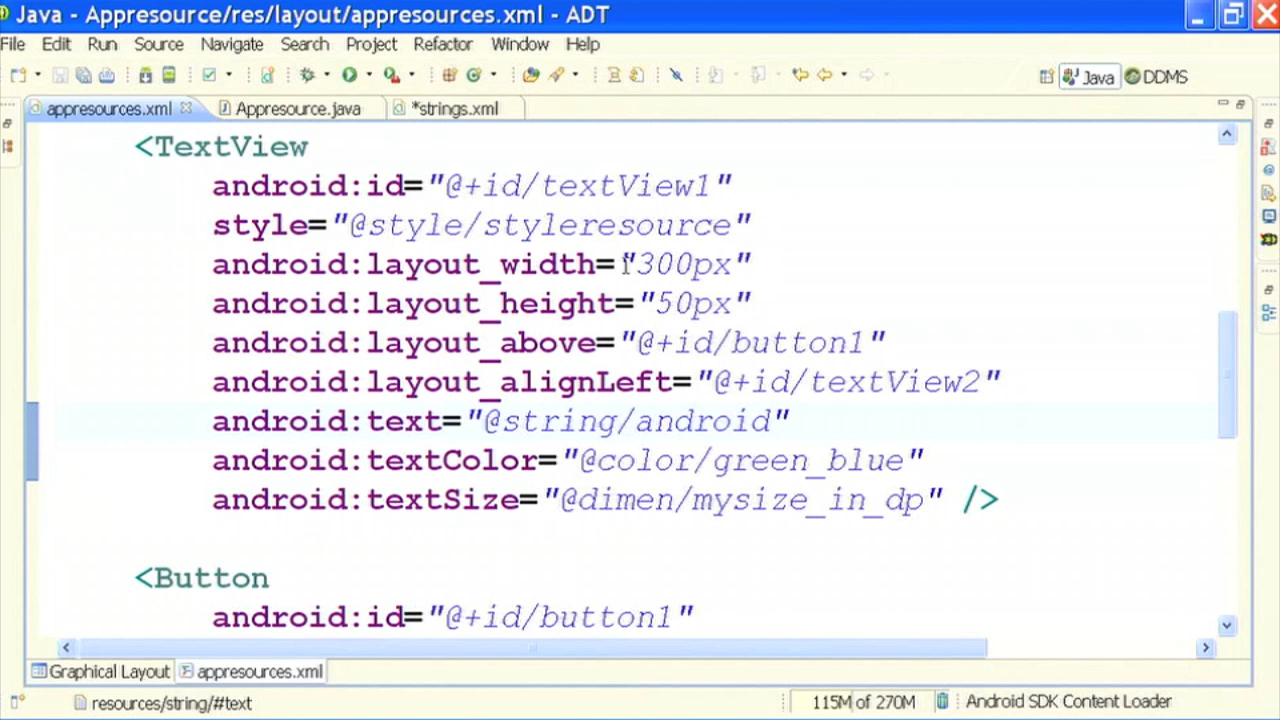 Java - Appresource/res/layout/appresources.xml - ADT
File Edit Run Source Navigate Search Project Refactor Window Help
Java DDMS
appresources.xml Appresource.java *strings.xml
<TextView
android:id="@+id/textView1"
style="@style/styleresource"
android:layout_width="300px"
android:layout_height="50px"
android:layout_above="@+id/button1"
android:layout_alignLeft="@+id/textView2"
android:text="@string/android"
android:textColor="@color/green_blue"
android:textSize="@dimen/mysize_in_dp" />
<Button
android:id="@+id/button1"
Graphical Layout appresources.xml
resources/string/#text 115M of 270M Android SDK Content Loader